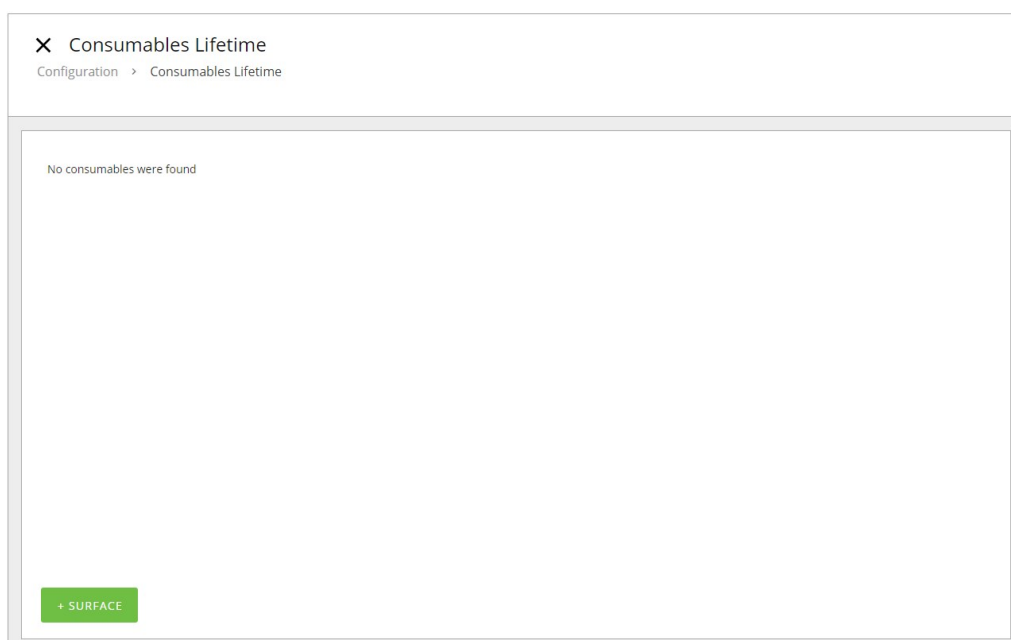 Consumables Lifetime
Configuration > Consumables Lifetime
No consumables were found
+ SURFACE